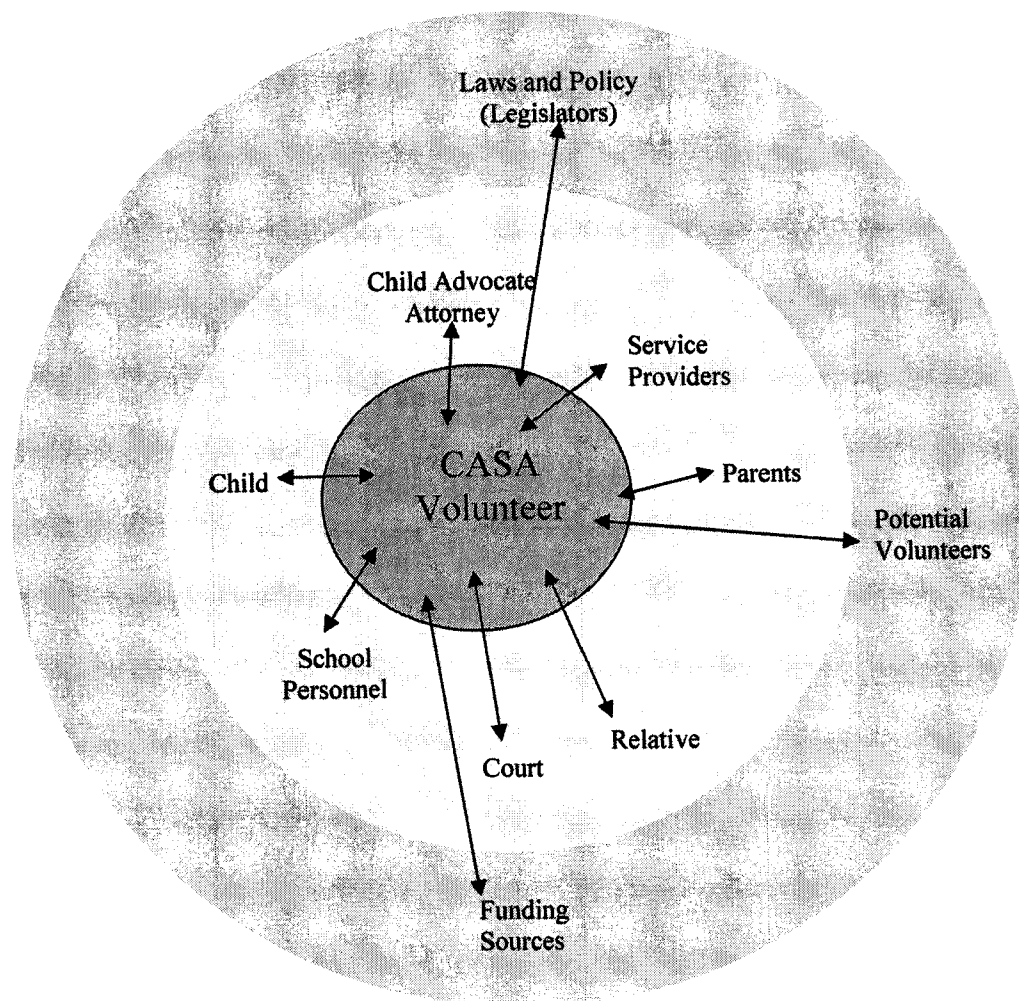 Laws and Policy
(Legislators)
Child Advocate
Attorney
Service
Providers
CASA
Volunteer
Child
Parents
Potential
Volunteers
School
Personnel
Relative
Court
Funding
Sources